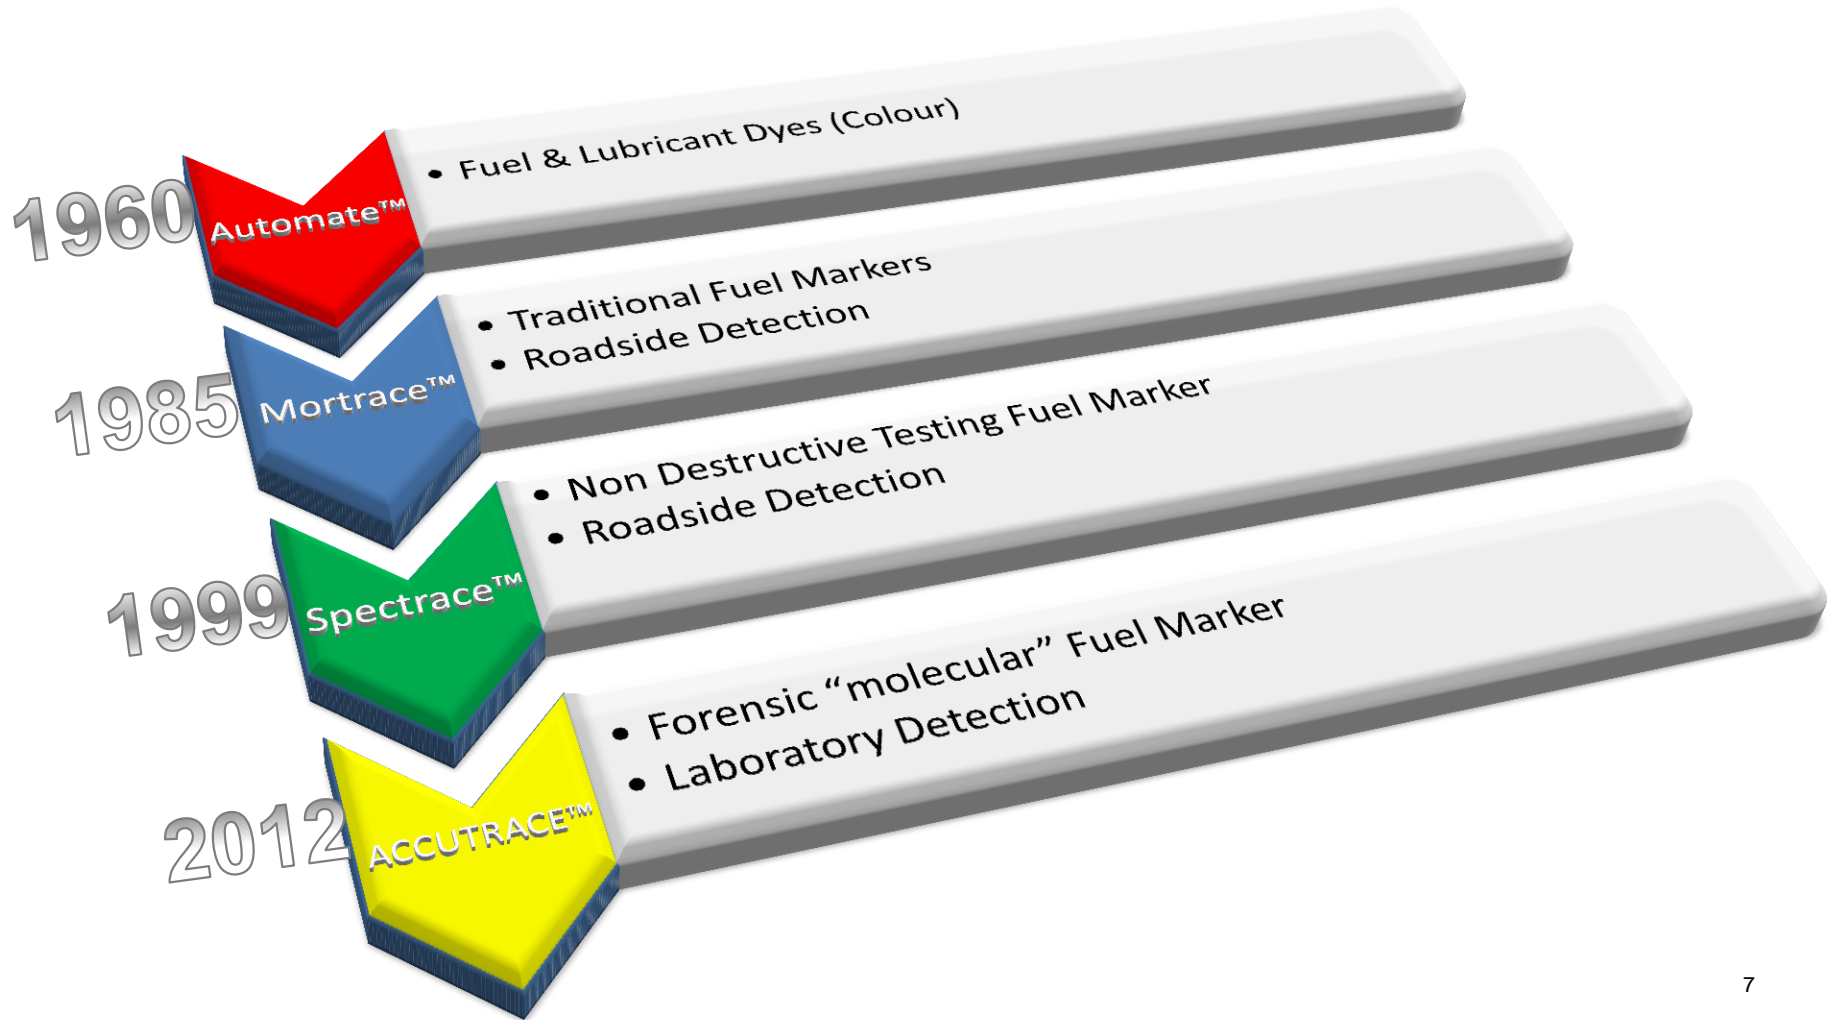 1960
Automate™
• Fuel & Lubricant Dyes (Colour)
1985
Mortrace™
• Traditional Fuel Markers
• Roadside Detection
1999
Spectrace™
• Non Destructive Testing Fuel Marker
• Roadside Detection
2012
ACCUTRACE™
• Forensic “molecular” Fuel Marker
• Laboratory Detection
7